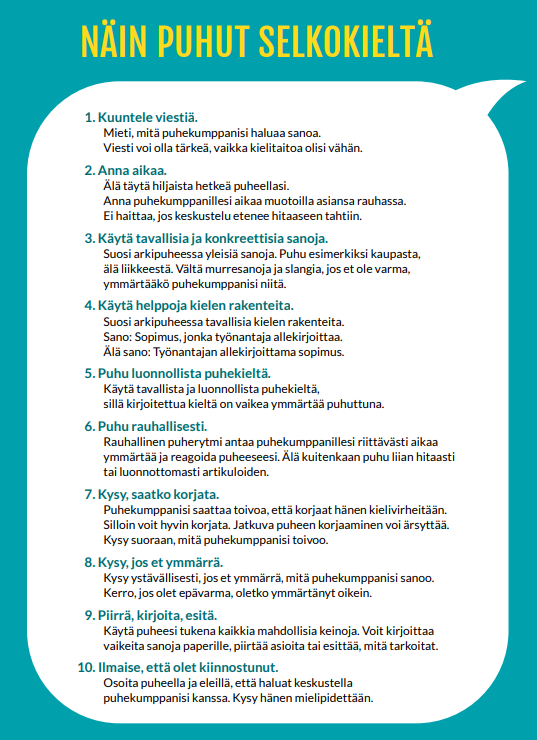 NÄIN PUHUT SELKOKIELTÄ
1. Kuuntele viestiä.
Mieti, mitä puhekumppanisi haluaa sanoa.
Viesti voi olla tärkeä, vaikka kielitaitoa olisi vähän.
2. Anna aikaa.
Älä täytä hiljaista hetkeä puheellasi.
Anna puhekumppanillesi aikaa muotoilla asiansa rauhassa.
Ei haittaa, jos keskustelu etenee hitaaseen tahtiin.
3. Käytä tavallisia ja konkreettisia sanoja.
Suosi arkipuheessa yleisiä sanoja. Puhu esimerkiksi kaupasta,
älä liikkeestä. Vältä murresanoja ja slangia, jos et ole varma,
ymmärtääkö puhekumppanisi niitä.
4. Käytä helppoja kielen rakenteita.
Suosi arkipuheessa tavallisia kielen rakenteita.
Sano: Sopimus, jonka työnantaja allekirjoittaa.
Älä sano: Työnantajan allekirjoittama sopimus.
5. Puhu luonnollista puhekieltä.
Käytä tavallista ja luonnollista puhekieltä,
sillä kirjoitettua kieltä on vaikea ymmärtää puhuttuna.
6. Puhu rauhallisesti.
Rauhallinen puherytmi antaa puhekumppanillesi riittävästi aikaa
ymmärtää ja reagoida puheeseesi. Älä kuitenkaan puhu liian hitaasti
tai luonnottomasti artikuloiden.
7. Kysy, saatko korjata.
Puhekumppanisi saattaa toivoa, että korjaat hänen kielivirheitään.
Silloin voit hyvin korjata. Jatkuva puheen korjaaminen voi ärsyttää.
Kysy suoraan, mitä puhekumppanisi toivoo.
8. Kysy, jos et ymmärrä.
Kysy ystävällisesti, jos et ymmärrä, mitä puhekumppanisi sanoo.
Kerro, jos olet epävarma, oletko ymmärtänyt oikein.
9. Piirrä, kirjoita, esitä.
Käytä puheesi tukena kaikkia mahdollisia keinoja. Voit kirjoittaa
vaikeita sanoja paperille, piirtää asioita tai esittää, mitä tarkoitat.
10. Ilmaise, että olet kiinnostunut.
Osoita puheella ja eleillä, että haluat keskustella
puhekumppanisi kanssa. Kysy hänen mielipidettään.